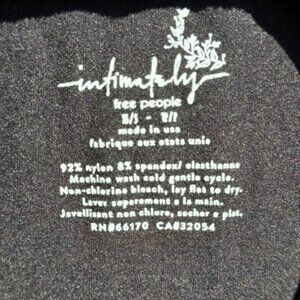 intimately
free people
made in usa
fabrique aux etats unis
92% nylon 8% spandex/ elasthanne
Machine wash cold gentle cycle.
Non-chlorine bleach, lay flat to dry.
Laver separement a la main.
Javellisant non chlore, secher a plat.
RN#66170 CA#32054